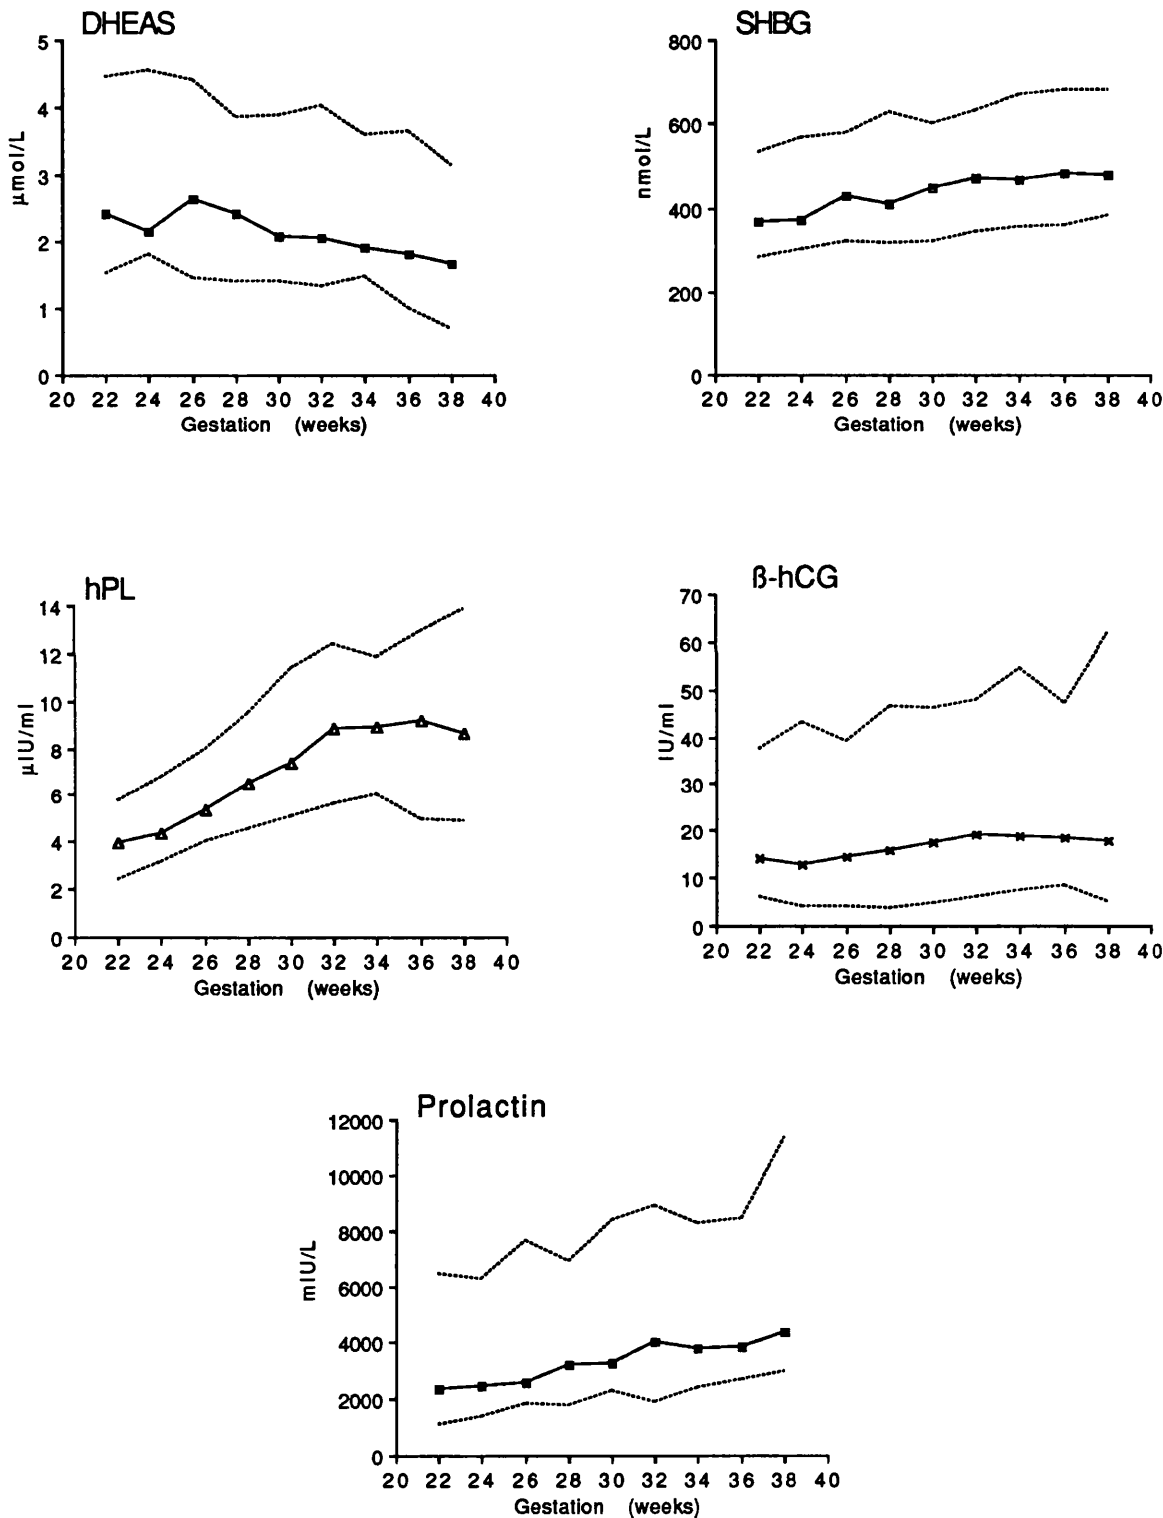 DHEAS
5
4
3
2
1
0
μmol/L
20 22 24 26 28 30 32 34 36 38 40
Gestation (weeks)
SHBG
800
600
400
200
0
nmol/L
20 22 24 26 28 30 32 34 36 38 40
Gestation (weeks)
hPL
14
12
10
8
6
4
2
0
μIU/ml
20 22 24 26 28 30 32 34 36 38 40
Gestation (weeks)
ß-hCG
70
60
50
40
30
20
10
0
IU/ml
20 22 24 26 28 30 32 34 36 38 40
Gestation (weeks)
Prolactin
12000
10000
8000
6000
4000
2000
0
mIU/L
20 22 24 26 28 30 32 34 36 38 40
Gestation (weeks)